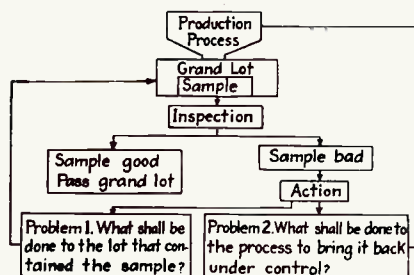 Production
Process
Grand Lot
Sample
Inspection
Sample good
Pass grand lot
Sample bad
Action
Problem 1. What shall be
done to the lot that con-
tained the sample?
Problem 2. What shall be done to
the process to bring it back
under control?